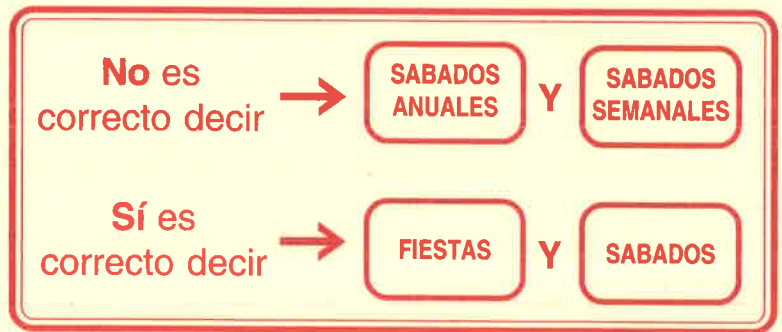 No es
correcto decir → SABADOS ANUALES Y SABADOS SEMANALES
Sí es
correcto decir → FIESTAS Y SABADOS